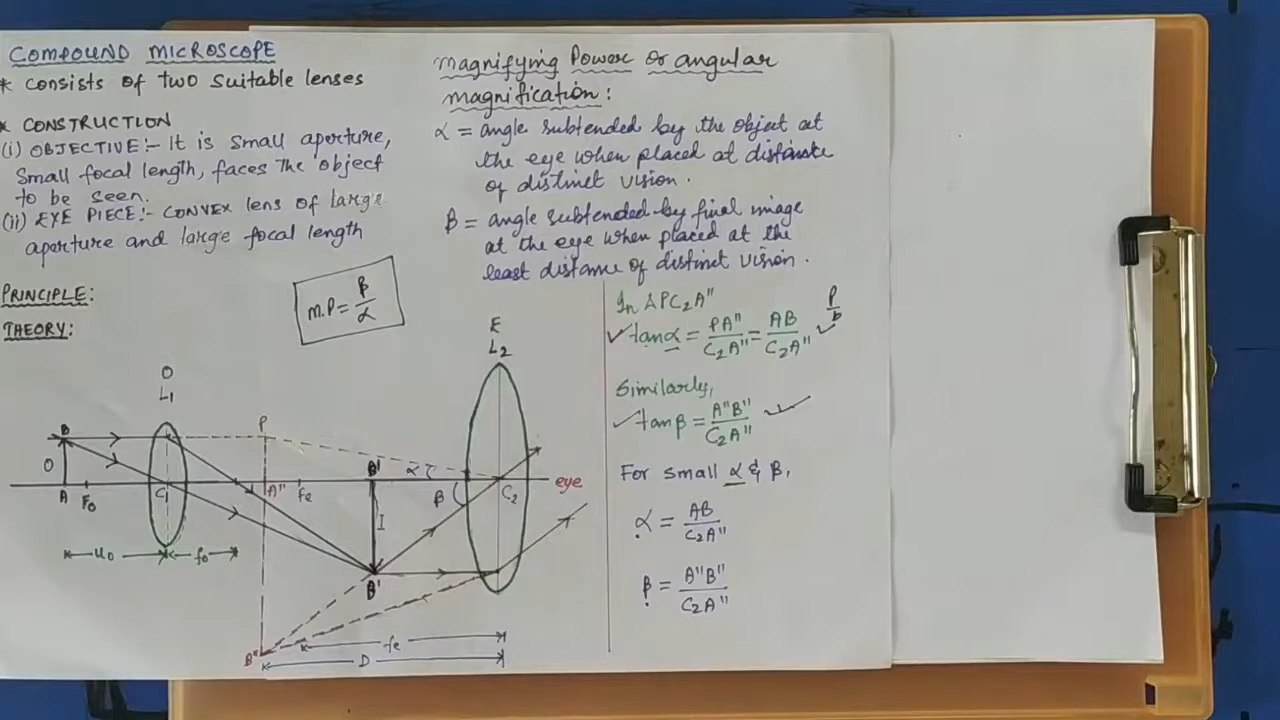 COMPOUND MICROSCOPE
* consists of two suitable lenses
* CONSTRUCTION
(i) OBJECTIVE:- It is small aperture,
small focal length, faces the object
to be seen.
(ii) EYE PIECE:- CONVEX lens of large
aperture and large focal length
PRINCIPLE:
THEORY:
M.P = β/α
Magnifying Power or angular
magnification:
α = angle subtended by the object at
the eye when placed at distance
of distinct vision.
β = angle subtended by final image
at the eye when placed at the
least distance of distinct vision.
In ΔPC₂A"
tanα = PA"/C₂A" = AB/C₂A"
P/b
Similarly,
tanβ = A"B"/C₂A"
For small α & β,
α = AB/C₂A"
β = A"B"/C₂A"
O
L₁
E
L₂
B
P
O
A
F₀
C₁
A"
Fe
A'
α
β
C₂
eye
I
u₀
f₀
B'
B"
fe
D